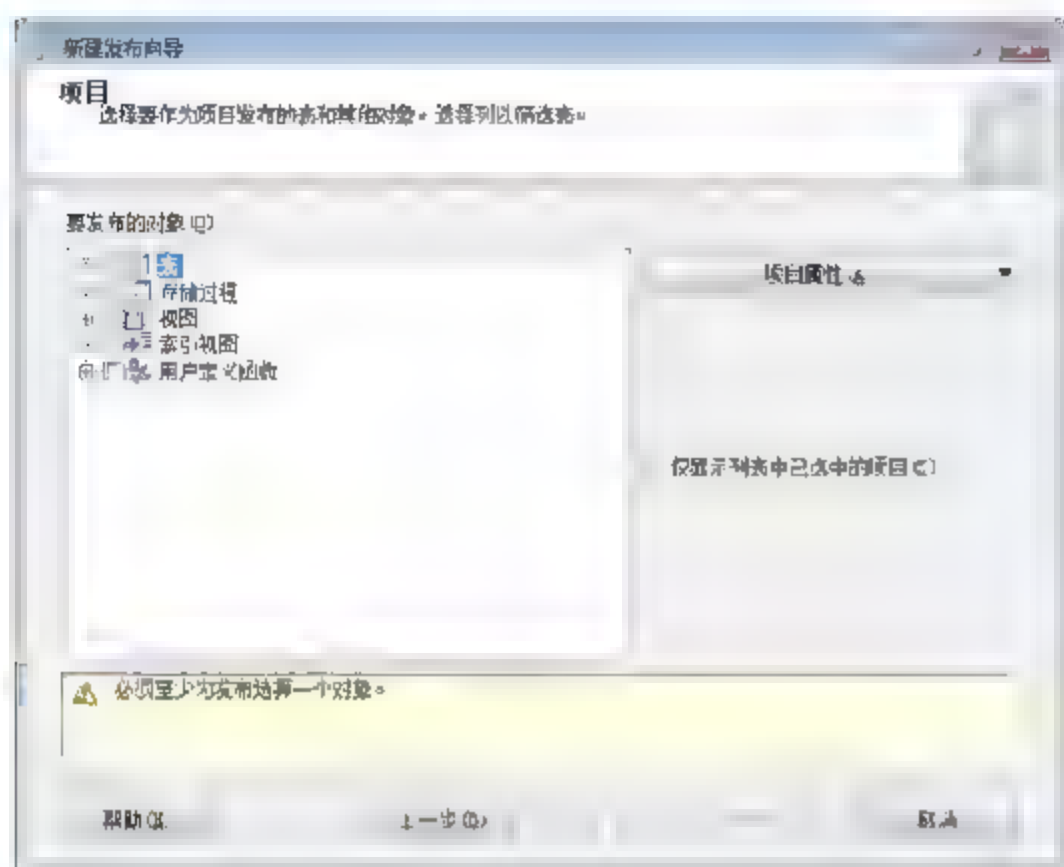 新建发布向导
项目
选择要作为项目发布的表和其他对象。选择列以筛选表。
要发布的对象(O)
表
存储过程
视图
索引视图
用户定义函数
项目属性
仅显示列表中已选中的项目
必须至少为发布选择一个对象。
帮助(H)
上一步(B)
取消